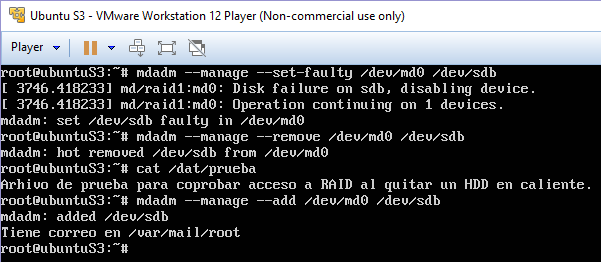 Ubuntu S3 - VMware Workstation 12 Player (Non-commercial use only)
Player
root@ubuntuS3:~# mdadm --manage --set-faulty /dev/md0 /dev/sdb
[ 3746.418233] md/raid1:md0: Disk failure on sdb, disabling device.
[ 3746.418233] md/raid1:md0: Operation continuing on 1 devices.
mdadm: set /dev/sdb faulty in /dev/md0
root@ubuntuS3:~# mdadm --manage --remove /dev/md0 /dev/sdb
mdadm: hot removed /dev/sdb from /dev/md0
root@ubuntuS3:~# cat /dat/prueba
Arhivo de prueba para coprobar acceso a RAID al quitar un HDD en caliente.
root@ubuntuS3:~# mdadm --manage --add /dev/md0 /dev/sdb
mdadm: added /dev/sdb
Tiene correo en /var/mail/root
root@ubuntuS3:~#